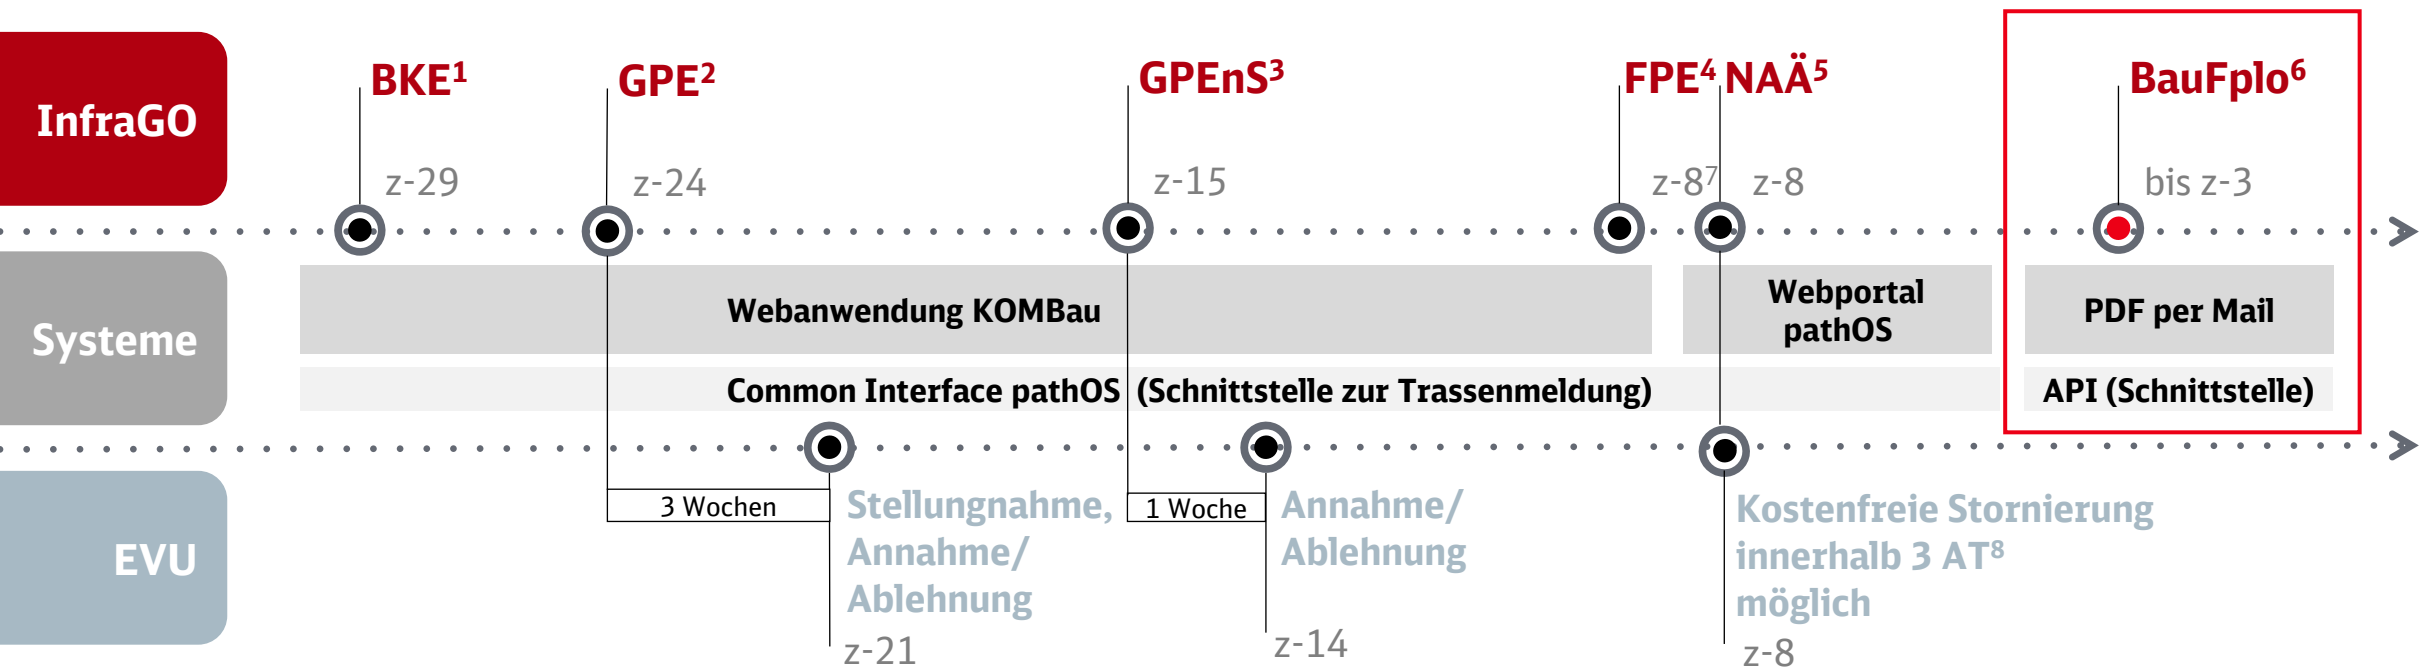 InfraGO
BKE¹
GPE²
GPEnS³
FPE⁴
NAÄ⁵
BauFplo⁶
z-29
z-24
z-15
z-8⁷
z-8
bis z-3
Systeme
Webanwendung KOMBau
Webportal
pathOS
PDF per Mail
Common Interface pathOS (Schnittstelle zur Trassenmeldung)
API (Schnittstelle)
EVU
3 Wochen
Stellungnahme,
Annahme/
Ablehnung
z-21
1 Woche
Annahme/
Ablehnung
z-14
Kostenfreie Stornierung
innerhalb 3 AT⁸
möglich
z-8